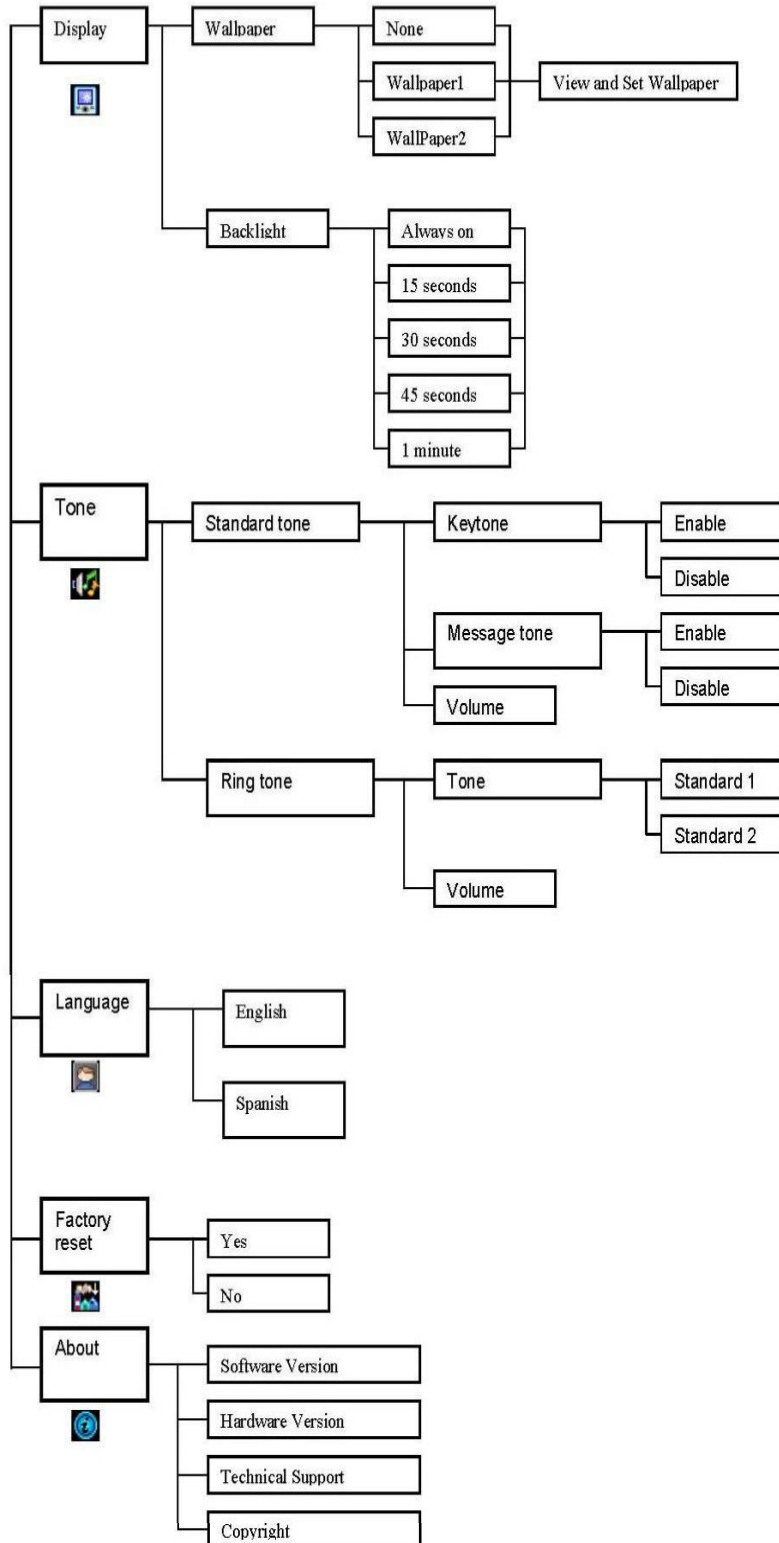 Display
Wallpaper
None
Wallpaper1
View and Set Wallpaper
WallPaper2
Backlight
Always on
15 seconds
30 seconds
45 seconds
1 minute
Tone
Standard tone
Keytone
Enable
Disable
Message tone
Enable
Disable
Volume
Ring tone
Tone
Standard 1
Standard 2
Volume
Language
English
Spanish
Factory
reset
Yes
No
About
Software Version
Hardware Version
Technical Support
Copyright